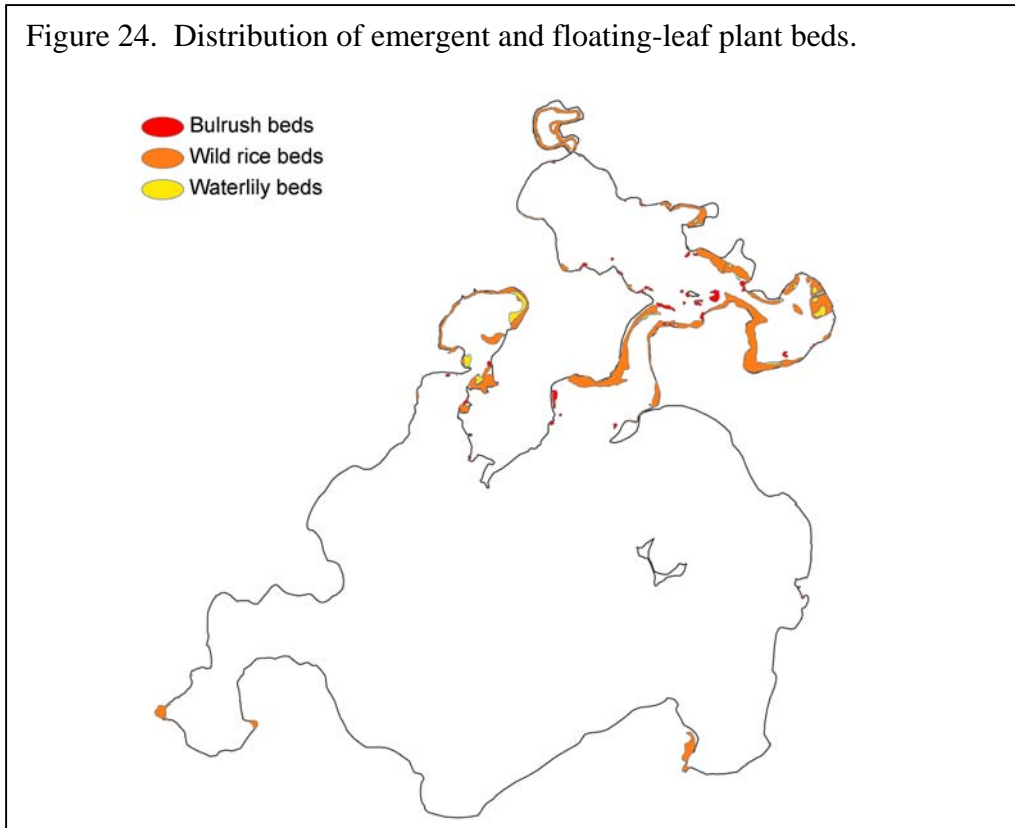 Figure 24.  Distribution of emergent and floating-leaf plant beds.
Bulrush beds
Wild rice beds
Waterlily beds